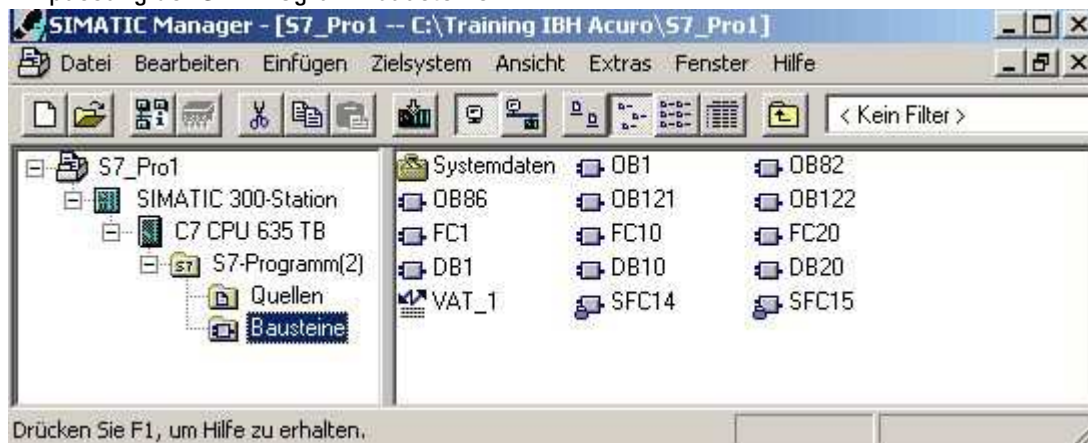 SIMATIC Manager - [S7_Pro1 -- C:\Training IBH Acuro\S7_Pro1]
Datei Bearbeiten Einfügen Zielsystem Ansicht Extras Fenster Hilfe
< Kein Filter >
S7_Pro1
SIMATIC 300-Station
C7 CPU 635 TB
S7-Programm(2)
Quellen
Bausteine
Systemdaten OB1 OB82
OB86 OB121 OB122
FC1 FC10 FC20
DB1 DB10 DB20
VAT_1 SFC14 SFC15
Drücken Sie F1, um Hilfe zu erhalten.